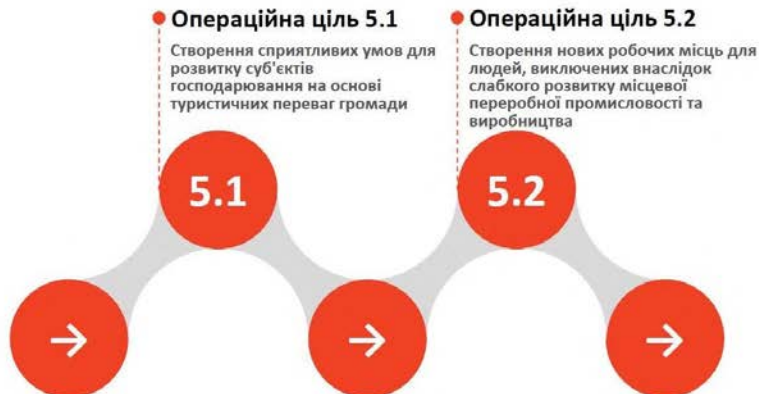 Операційна ціль 5.1
Створення сприятливих умов для
розвитку суб'єктів
господарювання на основі
туристичних переваг громади
Операційна ціль 5.2
Створення нових робочих місць для
людей, виключених внаслідок
слабкого розвитку місцевої
переробної промисловості та
виробництва
5.1
5.2